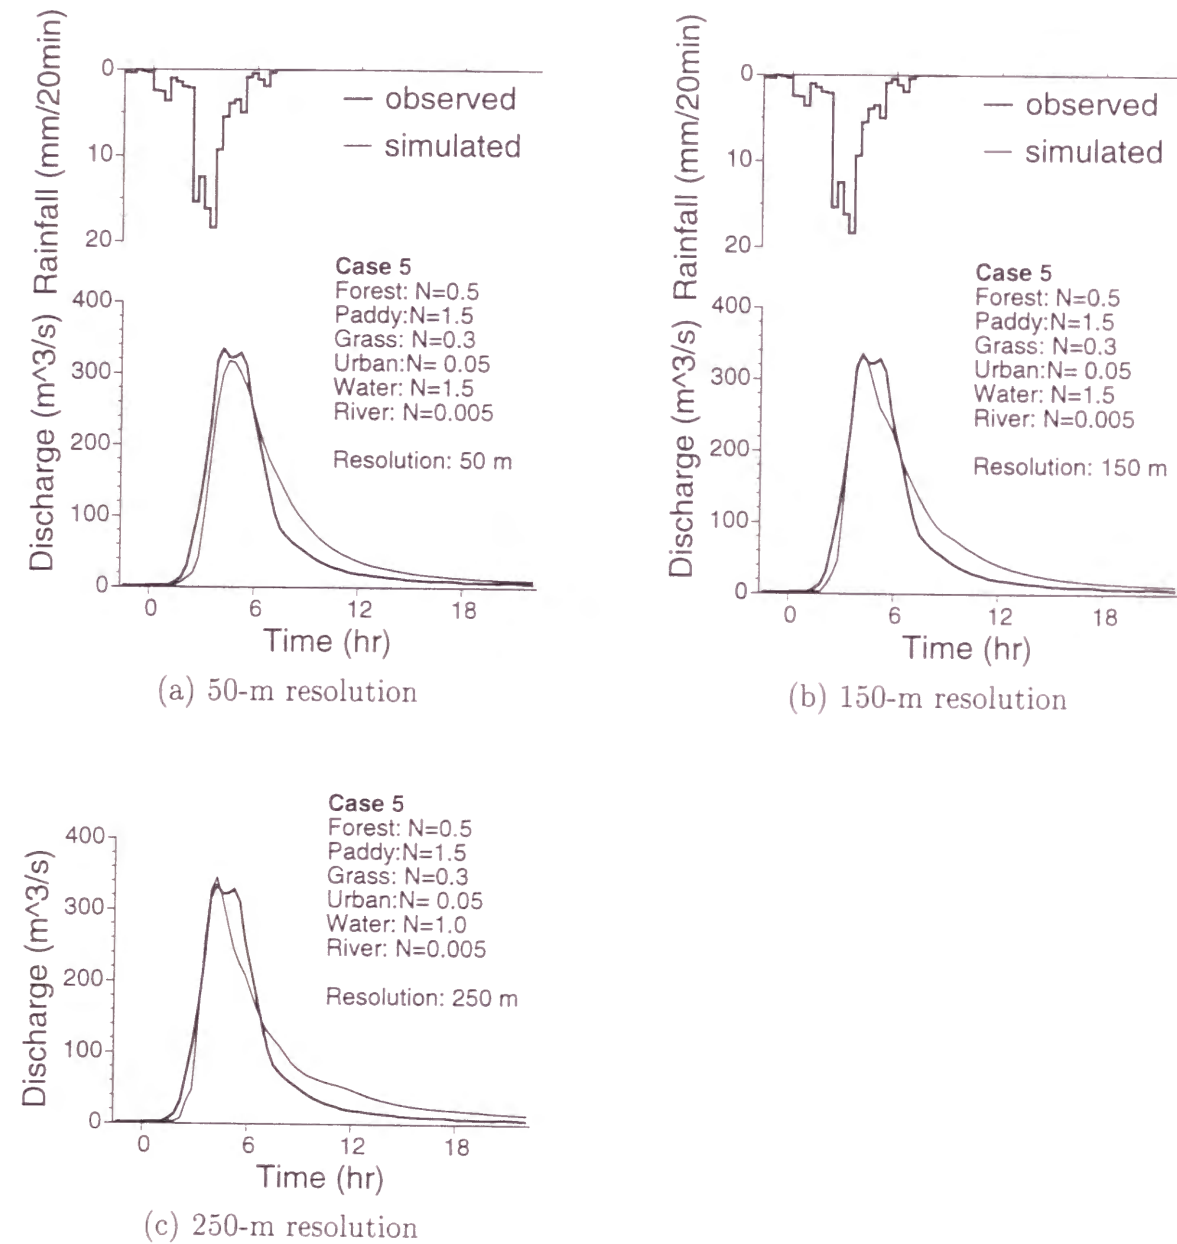 Rainfall (mm/20min)
0
10
20
observed
simulated
Discharge (m^3/s)
400
300
200
100
0
Case 5
Forest: N=0.5
Paddy:N=1.5
Grass: N=0.3
Urban:N= 0.05
Water: N=1.5
River: N=0.005
Resolution: 50 m
0 6 12 18
Time (hr)
(a) 50-m resolution
Rainfall (mm/20min)
0
10
20
observed
simulated
Discharge (m^3/s)
400
300
200
100
0
Case 5
Forest: N=0.5
Paddy:N=1.5
Grass: N=0.3
Urban:N= 0.05
Water: N=1.5
River: N=0.005
Resolution: 150 m
0 6 12 18
Time (hr)
(b) 150-m resolution
Discharge (m^3/s)
400
300
200
100
0
Case 5
Forest: N=0.5
Paddy:N=1.5
Grass: N=0.3
Urban:N= 0.05
Water: N=1.0
River: N=0.005
Resolution: 250 m
0 6 12 18
Time (hr)
(c) 250-m resolution